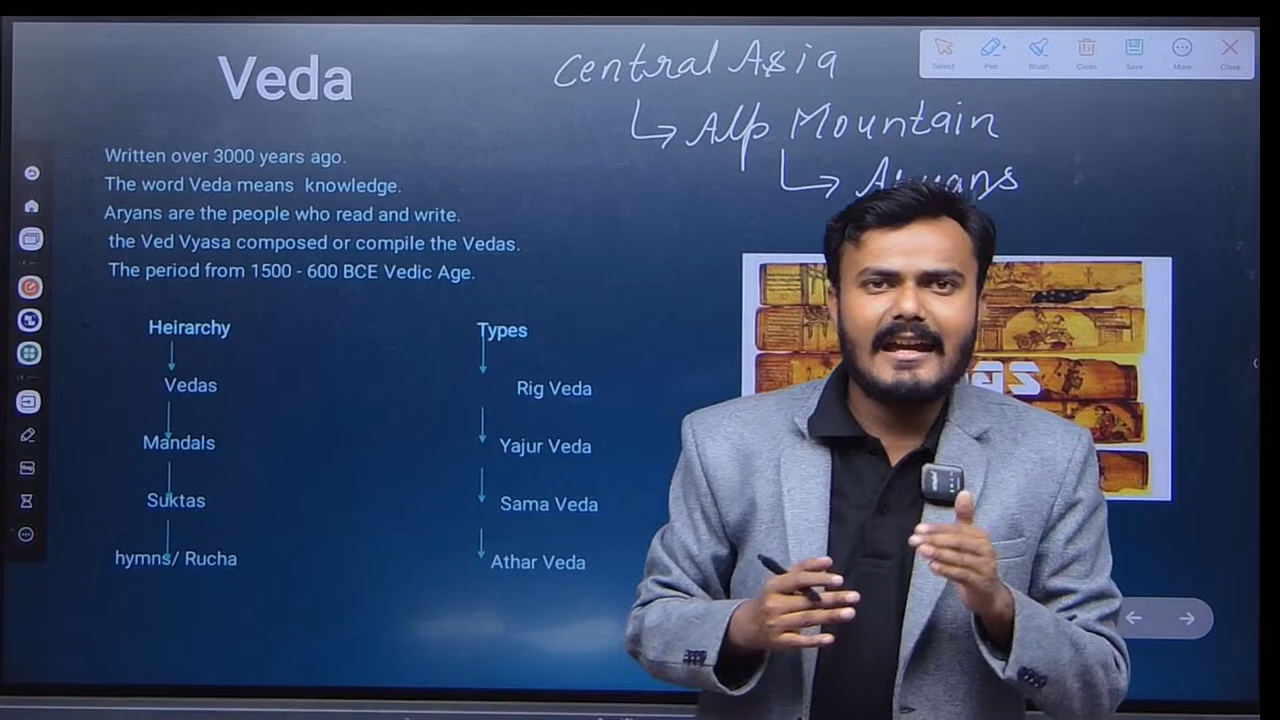 Veda
Central Asia
Alp Mountain
Aryans
Select Pen Brush Clean Save More Close
Written over 3000 years ago.
The word Veda means knowledge.
Aryans are the people who read and write.
the Ved Vyasa composed or compile the Vedas.
The period from 1500 - 600 BCE Vedic Age.
Heirarchy
Vedas
Mandals
Suktas
hymns/ Rucha
Types
Rig Veda
Yajur Veda
Sama Veda
Athar Veda